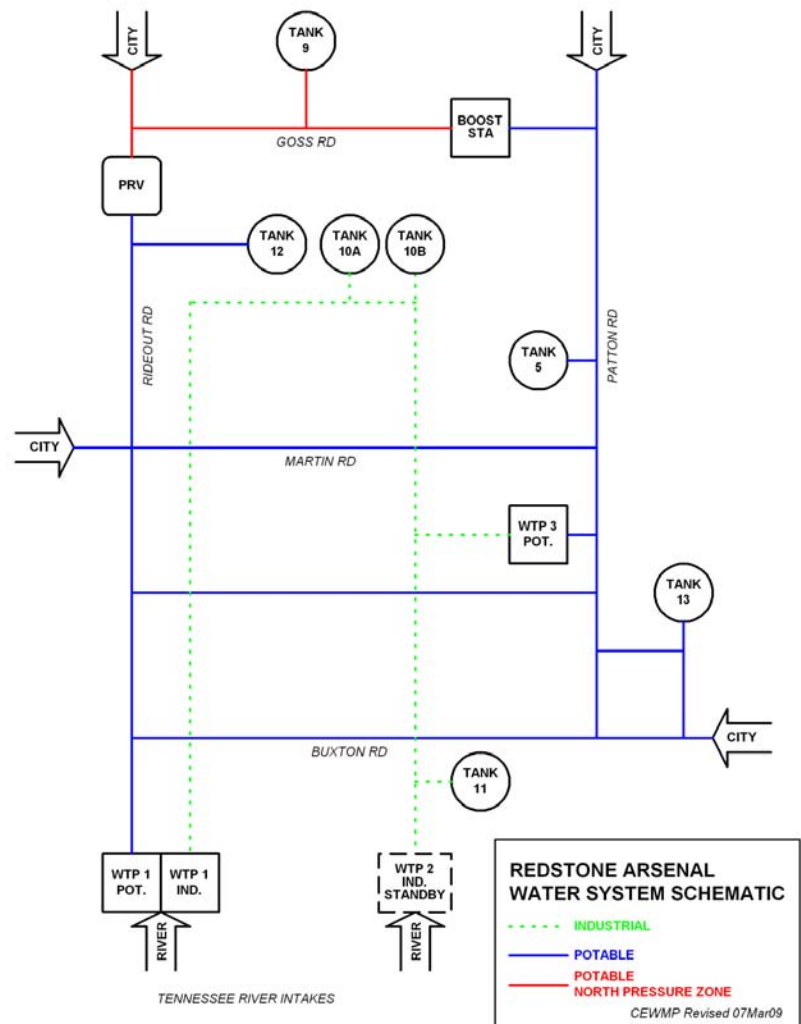 CITY
TANK
9
CITY
BOOST
STA
GOSS RD
PRV
TANK
12
TANK
10A
TANK
10B
RIDEOUT RD
PATTON RD
TANK
5
CITY
MARTIN RD
WTP 3
POT.
TANK
13
CITY
BUXTON RD
TANK
11
WTP 1
POT.
WTP 1
IND.
WTP 2
IND.
STANDBY
RIVER
RIVER
TENNESSEE RIVER INTAKES
REDSTONE ARSENAL
WATER SYSTEM SCHEMATIC
INDUSTRIAL
POTABLE
POTABLE
NORTH PRESSURE ZONE
CEWMP Revised 07Mar09